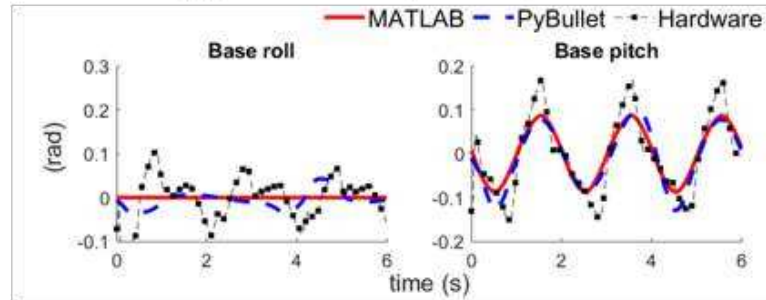 MATLAB PyBullet Hardware
Base roll Base pitch
0.3 0.2
0.2 0.1
(rad)
0.1 0
0 -0.1
-0.1 -0.2
0 2 4 6 0 2 4 6
time (s)